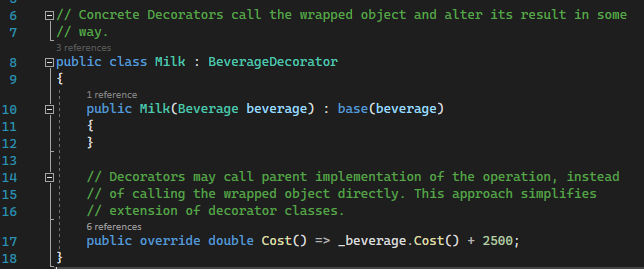 6 // Concrete Decorators call the wrapped object and alter its result in some
7 // way.
3 references
8 public class Milk : BeverageDecorator
9 {
1 reference
10 public Milk(Beverage beverage) : base(beverage)
11 {
12 }
13
14 // Decorators may call parent implementation of the operation, instead
15 // of calling the wrapped object directly. This approach simplifies
16 // extension of decorator classes.
6 references
17 public override double Cost() => _beverage.Cost() + 2500;
18 }